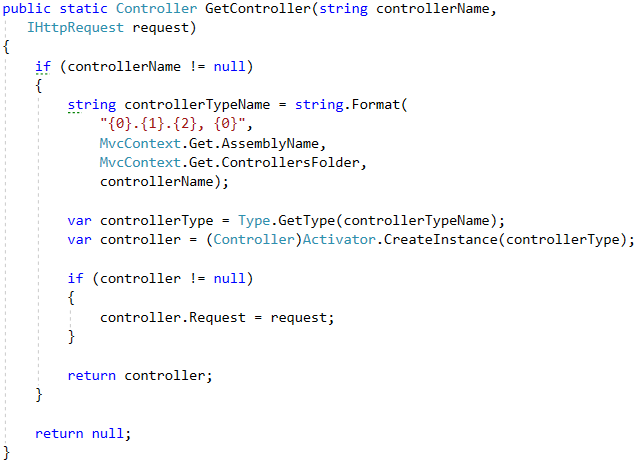 public static Controller GetController(string controllerName,
IHttpRequest request)
{
if (controllerName != null)
{
string controllerTypeName = string.Format(
"{0}.{1}.{2}, {0}",
MvcContext.Get.AssemblyName,
MvcContext.Get.ControllersFolder,
controllerName);
var controllerType = Type.GetType(controllerTypeName);
var controller = (Controller)Activator.CreateInstance(controllerType);
if (controller != null)
{
controller.Request = request;
}
return controller;
}
return null;
}